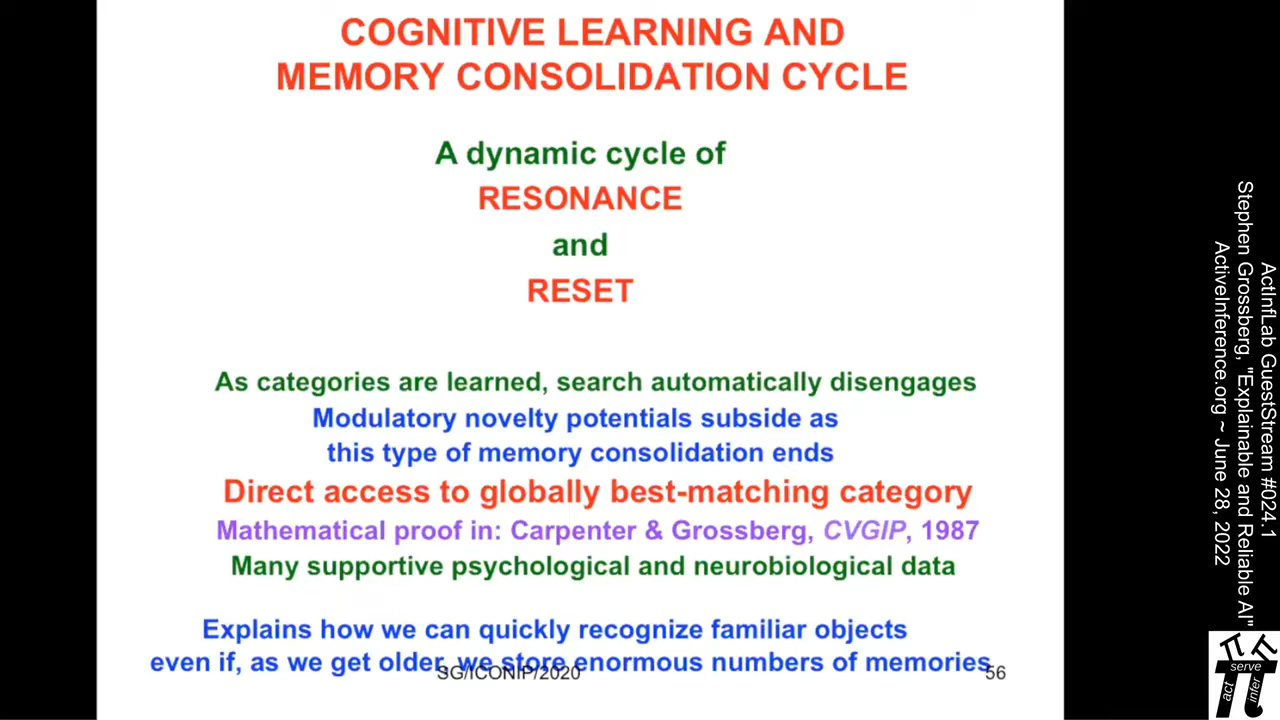 COGNITIVE LEARNING AND
MEMORY CONSOLIDATION CYCLE
A dynamic cycle of
RESONANCE
and
RESET
As categories are learned, search automatically disengages
Modulatory novelty potentials subside as
this type of memory consolidation ends
Direct access to globally best-matching category
Mathematical proof in: Carpenter & Grossberg, CVGIP, 1987
Many supportive psychological and neurobiological data
Explains how we can quickly recognize familiar objects
even if, as we get older, we store enormous numbers of memories
SG/ICONIP/2020
56
ActInfLab GuestStream #024.1
Stephen Grossberg, "Explainable and Reliable AI"
ActiveInference.org ~ June 28, 2022
serve
act
infer